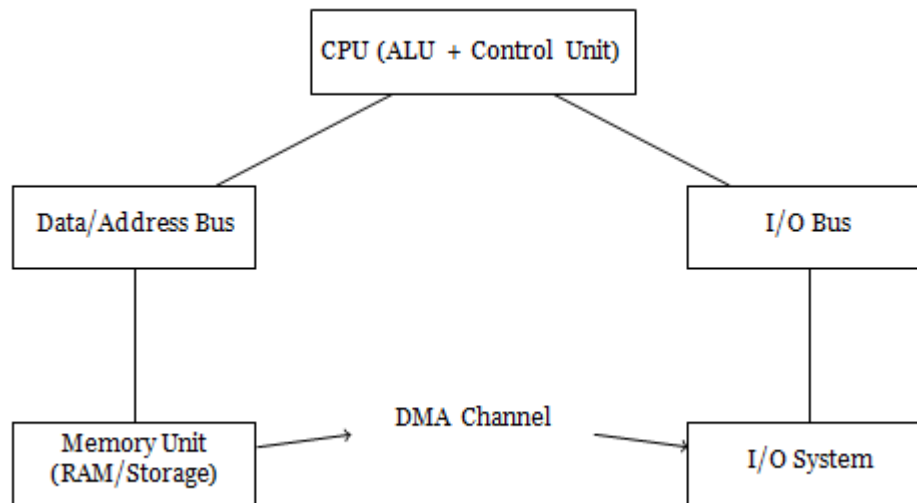 CPU (ALU + Control Unit)
Data/Address Bus
I/O Bus
DMA Channel
Memory Unit
(RAM/Storage)
I/O System